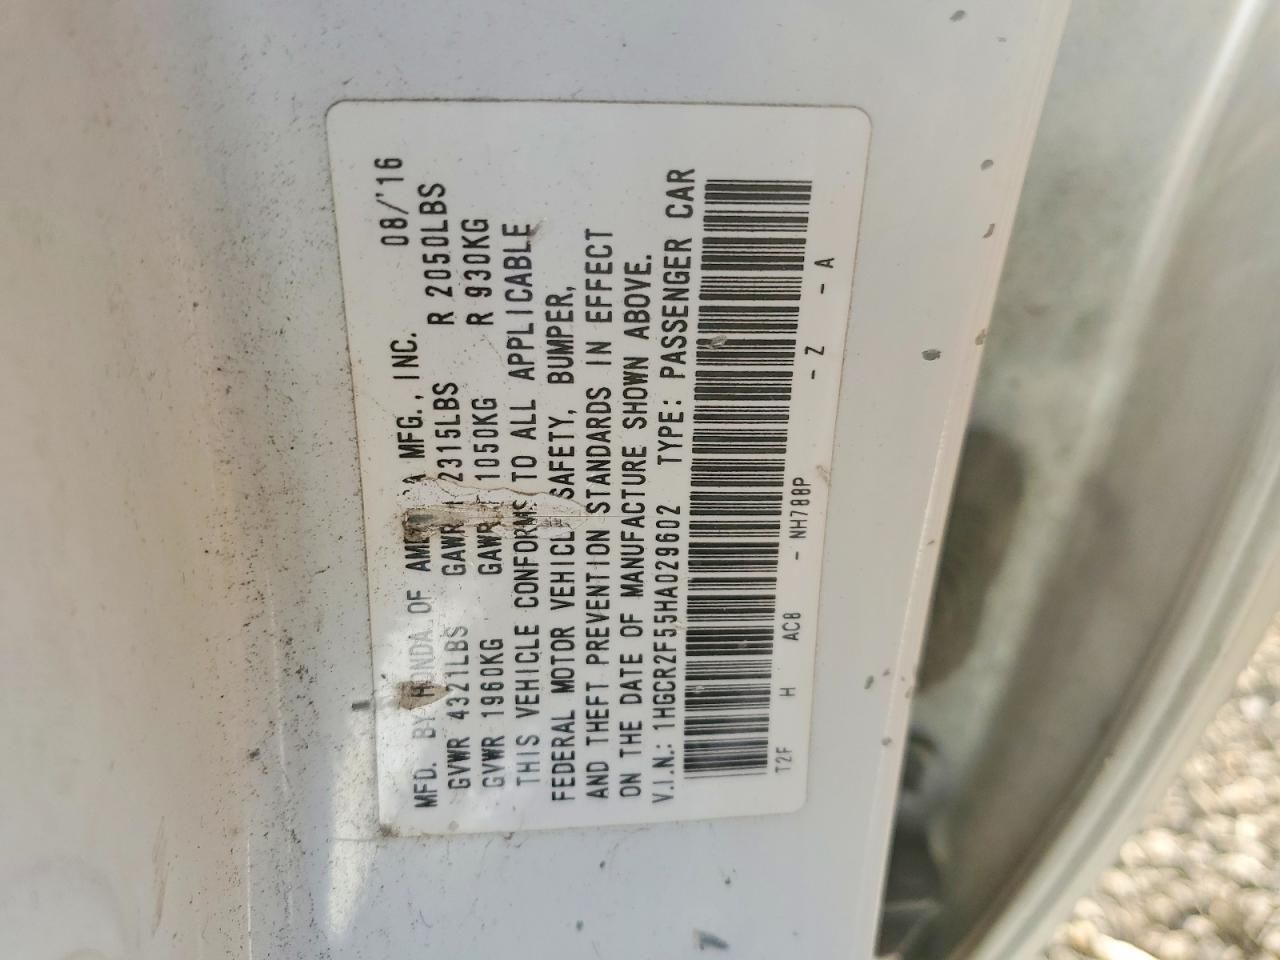 MFD. BY HONDA OF AM MFG., INC. 08/'16
GVWR 4321LBS GAWR 2315LBS R 2050LBS
GVWR 1960KG GAWR 1050KG R 930KG
THIS VEHICLE CONFORMS TO ALL APPLICABLE
FEDERAL MOTOR VEHICLE SAFETY, BUMPER,
AND THEFT PREVENTION STANDARDS IN EFFECT
ON THE DATE OF MANUFACTURE SHOWN ABOVE.
V.I.N.: 1HGCR2F55HA029602 TYPE: PASSENGER CAR
T2F H AC8 - NH788P - Z - A